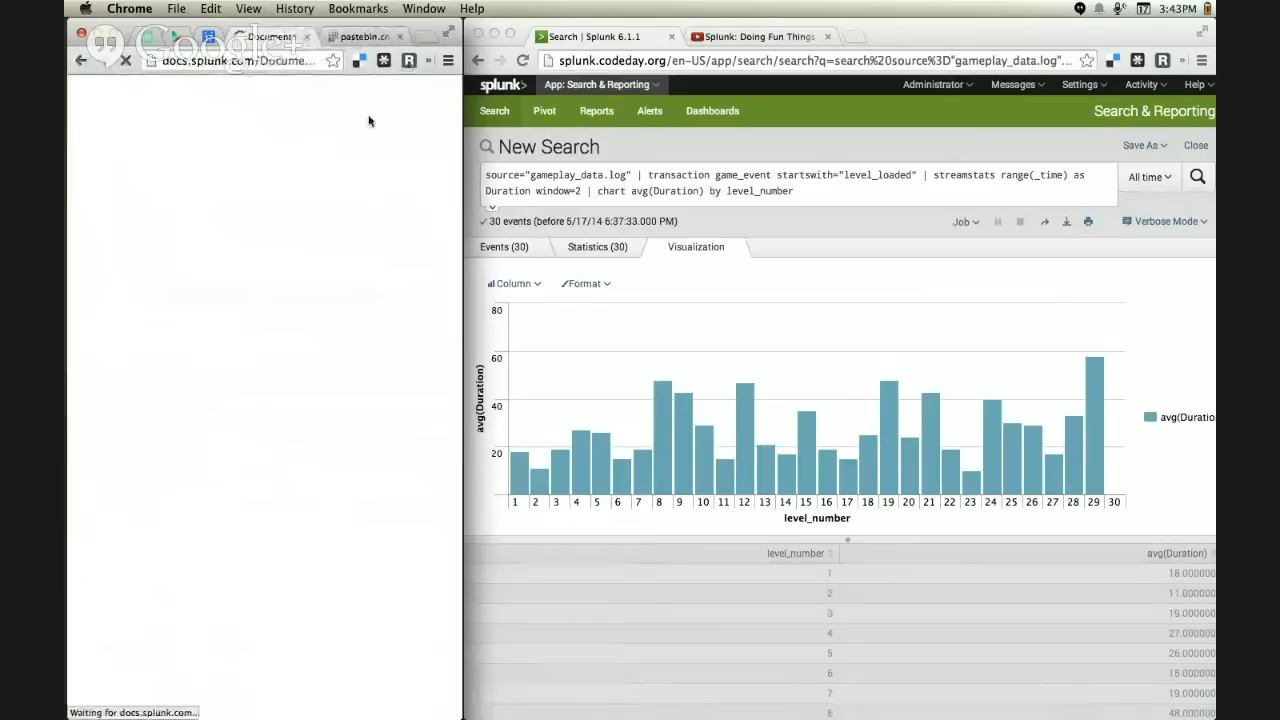 Chrome File Edit View History Bookmarks Window Help 17 3:43PM
Google+
Document: × pastebin.co ×
docs.splunk.com/Docume... R »
Search | Splunk 6.1.1 × Splunk: Doing Fun Things ×
splunk.codeday.org/en-US/app/search/search?q=search%20source%3D"gameplay_data.log"... R »
splunk> App: Search & Reporting Administrator Messages Settings Activity Help
Search Pivot Reports Alerts Dashboards Search & Reporting
New Search Save As Close
source="gameplay_data.log" | transaction game_event startswith="level_loaded" | streamstats range(_time) as
Duration window=2 | chart avg(Duration) by level_number
All time
✓ 30 events (before 5/17/14 6:37:33.000 PM) Job Verbose Mode
Events (30) Statistics (30) Visualization
Column Format
80
60
40
20
avg(Duration)
avg(Duratio
1 2 3 4 5 6 7 8 9 10 11 12 13 14 15 16 17 18 19 20 21 22 23 24 25 26 27 28 29 30
level_number
level_number avg(Duration)
1 18.000000
2 11.000000
3 19.000000
4 27.000000
5 26.000000
6 15.000000
7 19.000000
8 48.000000
Waiting for docs.splunk.com...